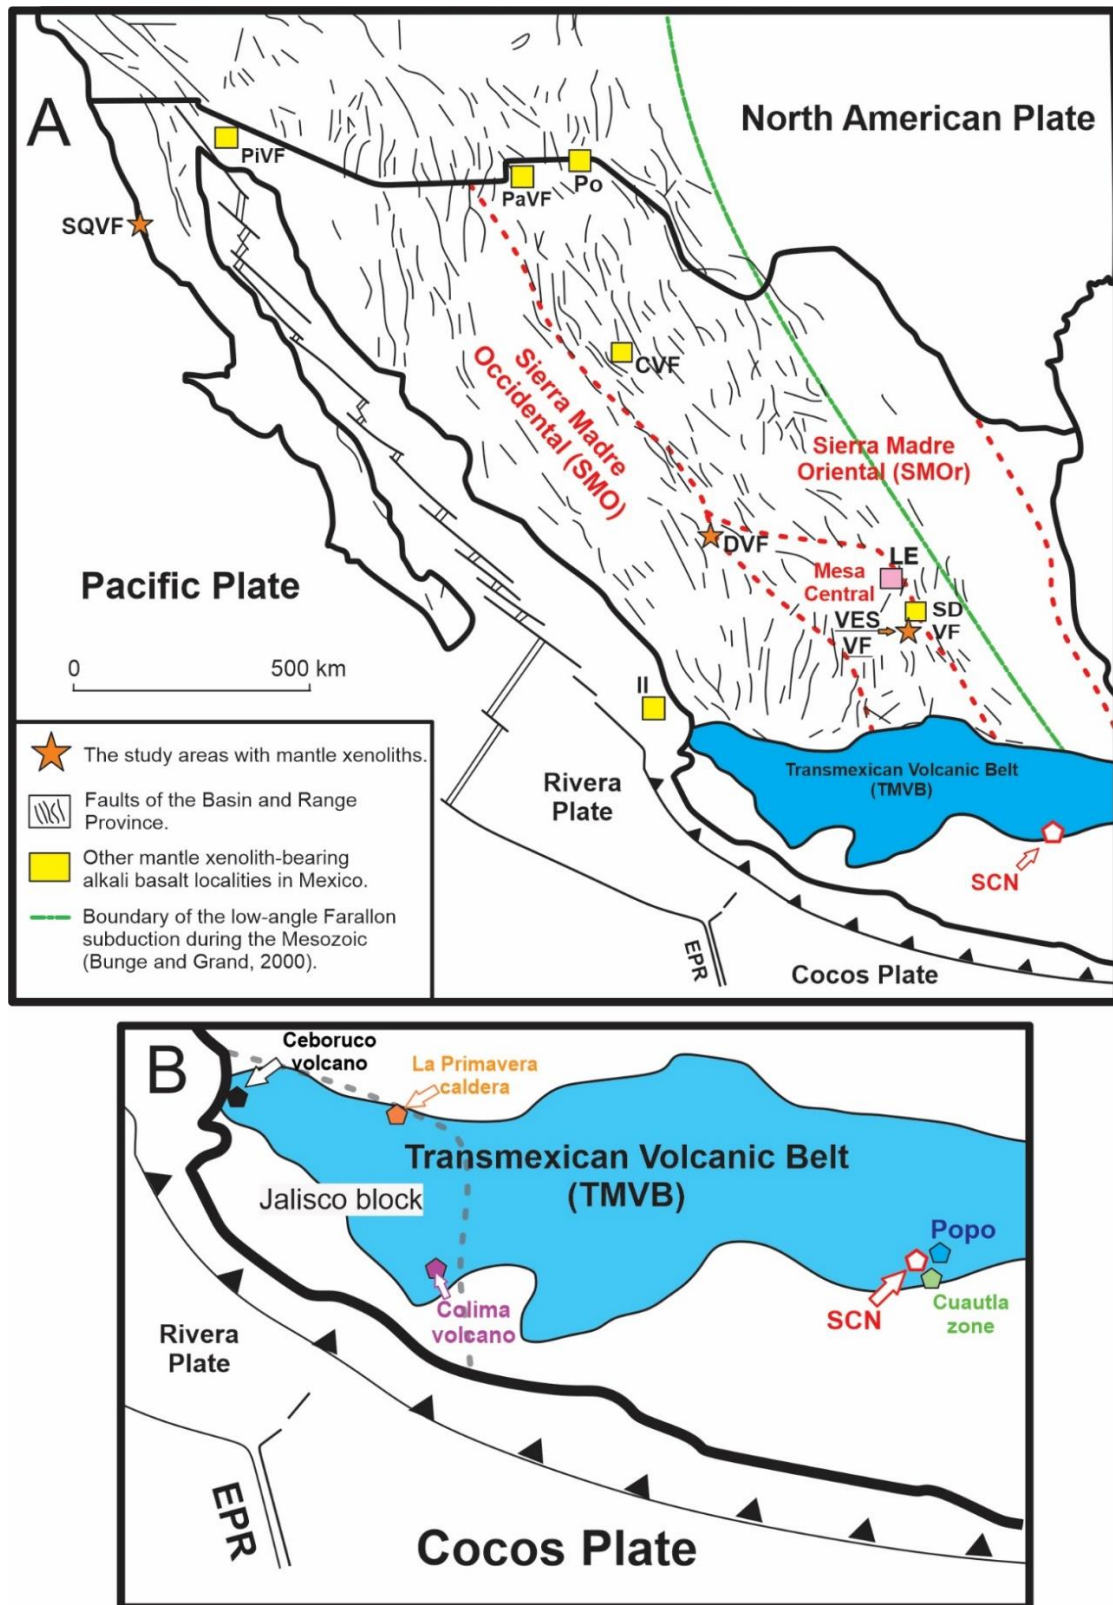 A
North American Plate
PiVF
PaVF
Po
SQVF
CVF
Sierra Madre
Occidental (SMO)
Sierra Madre
Oriental (SMOr)
DVF
LE
Mesa
Central
SD
VF
VES
VF
Pacific Plate
0
500 km
II
Transmexican Volcanic Belt
(TMVB)
Rivera
Plate
SCN
EPR
Cocos Plate
The study areas with mantle xenoliths.
Faults of the Basin and Range
Province.
Other mantle xenolith-bearing
alkali basalt localities in Mexico.
Boundary of the low-angle Farallon
subduction during the Mesozoic
(Bunge and Grand, 2000).
B
Ceboruco
volcano
La Primavera
caldera
Transmexican Volcanic Belt
(TMVB)
Jalisco block
Popo
Colima
volcano
SCN
Cuautla
zone
Rivera
Plate
EPR
Cocos Plate